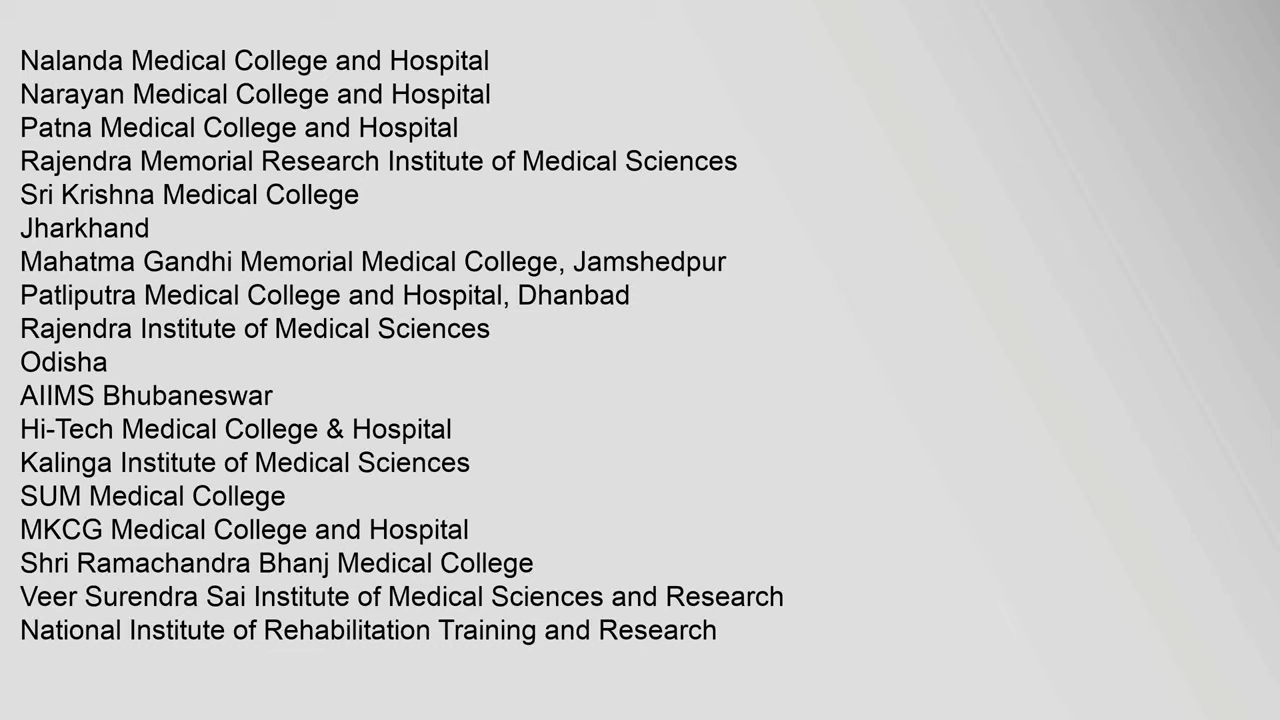 Nalanda Medical College and Hospital
Narayan Medical College and Hospital
Patna Medical College and Hospital
Rajendra Memorial Research Institute of Medical Sciences
Sri Krishna Medical College
Jharkhand
Mahatma Gandhi Memorial Medical College, Jamshedpur
Patliputra Medical College and Hospital, Dhanbad
Rajendra Institute of Medical Sciences
Odisha
AIIMS Bhubaneswar
Hi-Tech Medical College & Hospital
Kalinga Institute of Medical Sciences
SUM Medical College
MKCG Medical College and Hospital
Shri Ramachandra Bhanj Medical College
Veer Surendra Sai Institute of Medical Sciences and Research
National Institute of Rehabilitation Training and Research